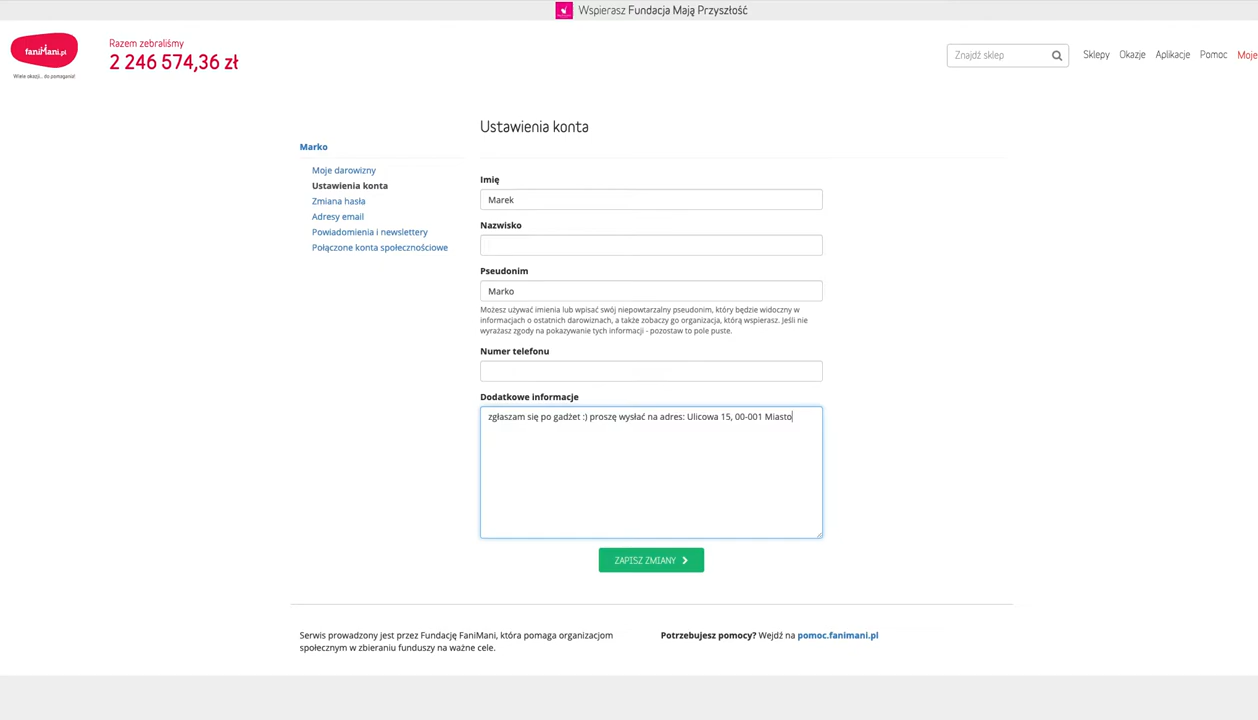 Wspierasz Fundacja Mają Przyszłość
faniMani.pl
Wiele okazji... do pomagania!
Razem zebraliśmy
2 246 574,36 zł
Znajdź sklep
Sklepy Okazje Aplikacje Pomoc Moje
Ustawienia konta
Marko
Moje darowizny
Ustawienia konta
Zmiana hasła
Adresy email
Powiadomienia i newslettery
Połączone konta społecznościowe
Imię
Marek
Nazwisko
Pseudonim
Marko
Możesz używać imienia lub wpisać swój niepowtarzalny pseudonim, który będzie widoczny w
informacjach o ostatnich darowiznach, a także zobaczy go organizacja, którą wspierasz. Jeśli nie
wyrażasz zgody na pokazywanie tych informacji - pozostaw to pole puste.
Numer telefonu
Dodatkowe informacje
zgłaszam się po gadżet :) proszę wysłać na adres: Ulicowa 15, 00-001 Miasto
ZAPISZ ZMIANY
Serwis prowadzony jest przez Fundację FaniMani, która pomaga organizacjom
społecznym w zbieraniu funduszy na ważne cele.
Potrzebujesz pomocy? Wejdź na pomoc.fanimani.pl